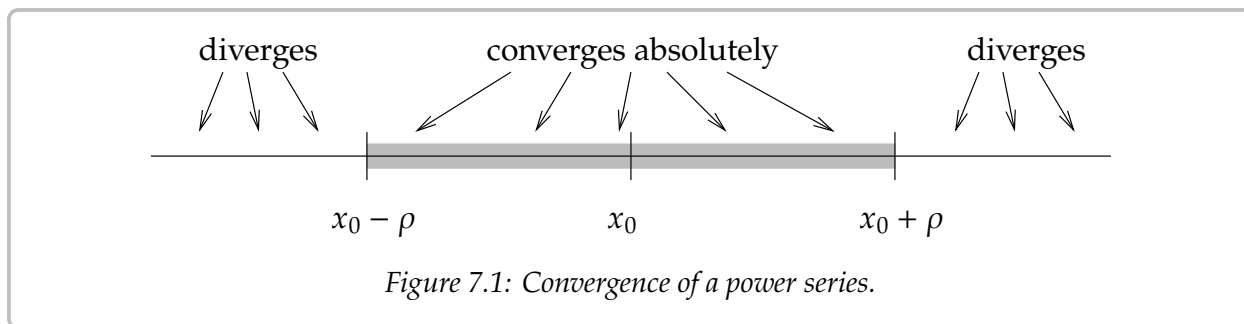 diverges converges absolutely diverges
x₀ − ρ x₀ x₀ + ρ
Figure 7.1: Convergence of a power series.